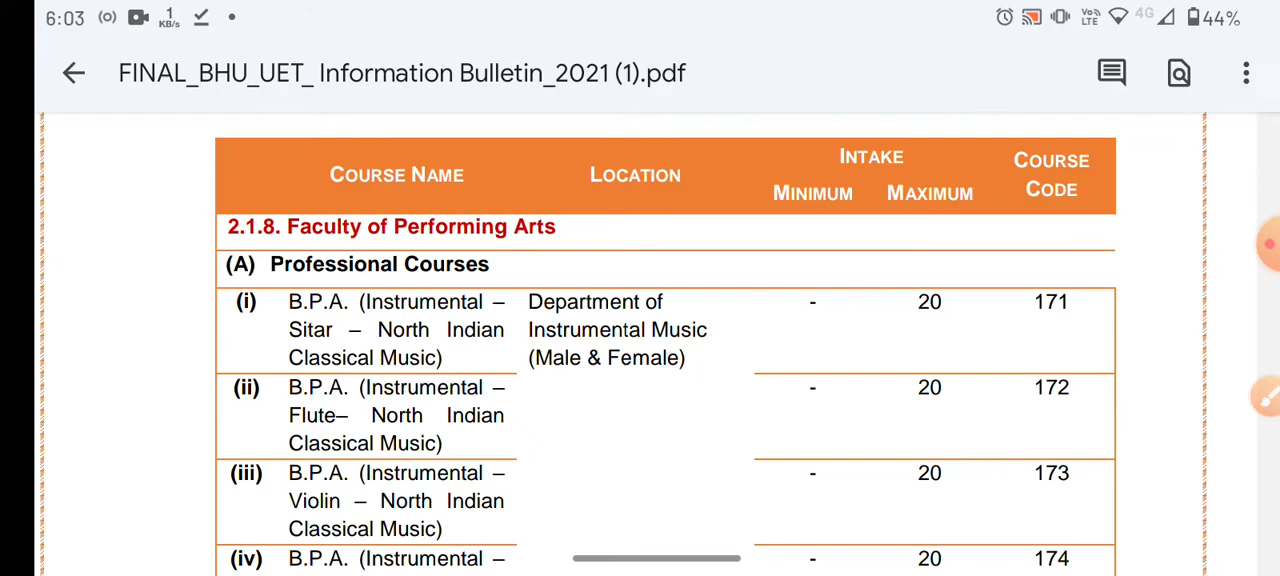 6:03 1 KB/s Vo LTE 4G 44%
FINAL_BHU_UET_ Information Bulletin_2021 (1).pdf
COURSE NAME LOCATION INTAKE MINIMUM MAXIMUM COURSE CODE
2.1.8. Faculty of Performing Arts
(A) Professional Courses
(i) B.P.A. (Instrumental – Department of - 20 171
Sitar – North Indian Instrumental Music
Classical Music) (Male & Female)
(ii) B.P.A. (Instrumental – - 20 172
Flute– North Indian
Classical Music)
(iii) B.P.A. (Instrumental – - 20 173
Violin – North Indian
Classical Music)
(iv) B.P.A. (Instrumental – - 20 174